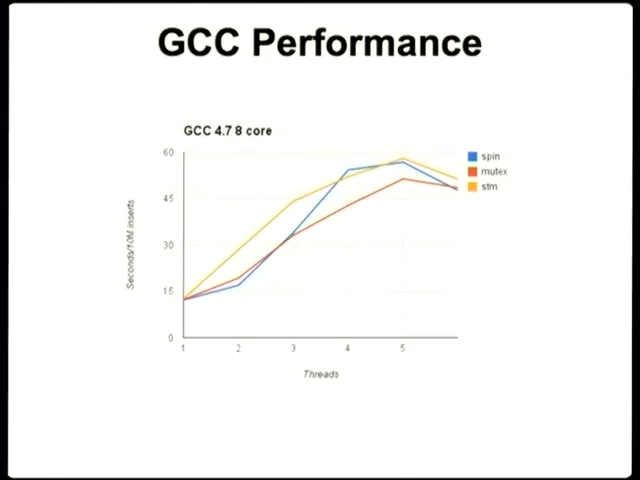 GCC Performance
GCC 4.7 8 core
60
45
30
15
0
Seconds/10M inserts
1 2 3 4 5
Threads
spin
mutex
stm